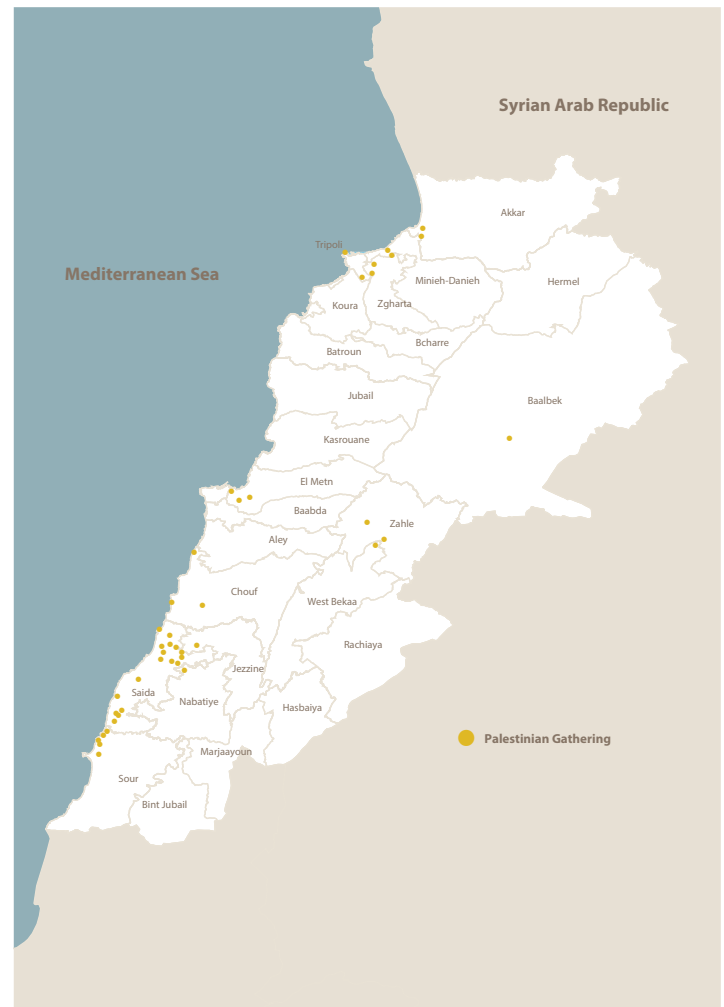 Syrian Arab Republic
Akkar
Tripoli
Mediterranean Sea
Minieh-Danieh
Hermel
Koura
Zgharta
Bcharre
Batroun
Jubail
Baalbek
Kasrouane
El Metn
Baabda
Zahle
Aley
Chouf
West Bekaa
Rachiaya
Jezzine
Saida
Nabatiye
Hasbaiya
Palestinian Gathering
Marjaayoun
Sour
Bint Jubail